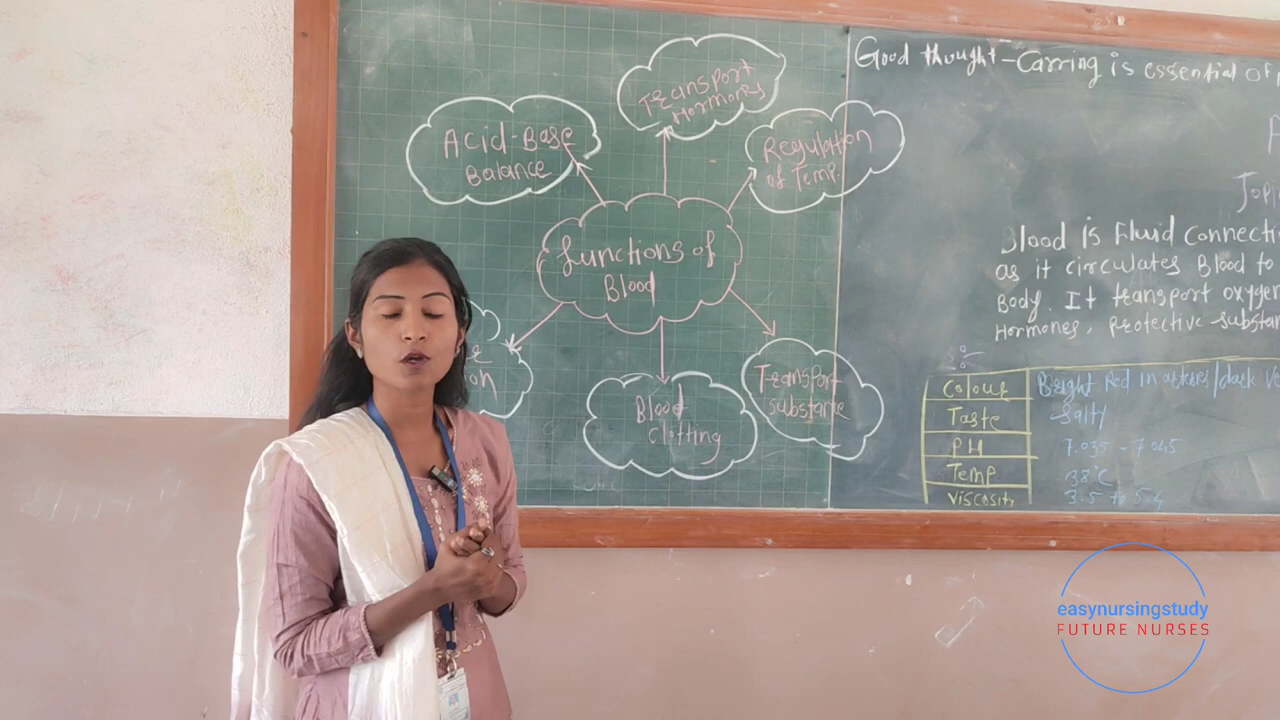 Good thought - Carring is essential of
Transport
Hormones
Acid-Base
Balance
Regulation
of Temp.
functions of
Blood
Blood
clotting
Transport
substance
Topi
Blood is Fluid Connecti
as it circulates Blood to
Body. It transport oxygen
Hormones, protective substan
Colour Bright Red in arteries/dark Ve
Taste Salty
PH 7.035 - 7.045
Temp 38°C
Viscosity 3.5 to 5.4
easynursingstudy
FUTURE NURSES